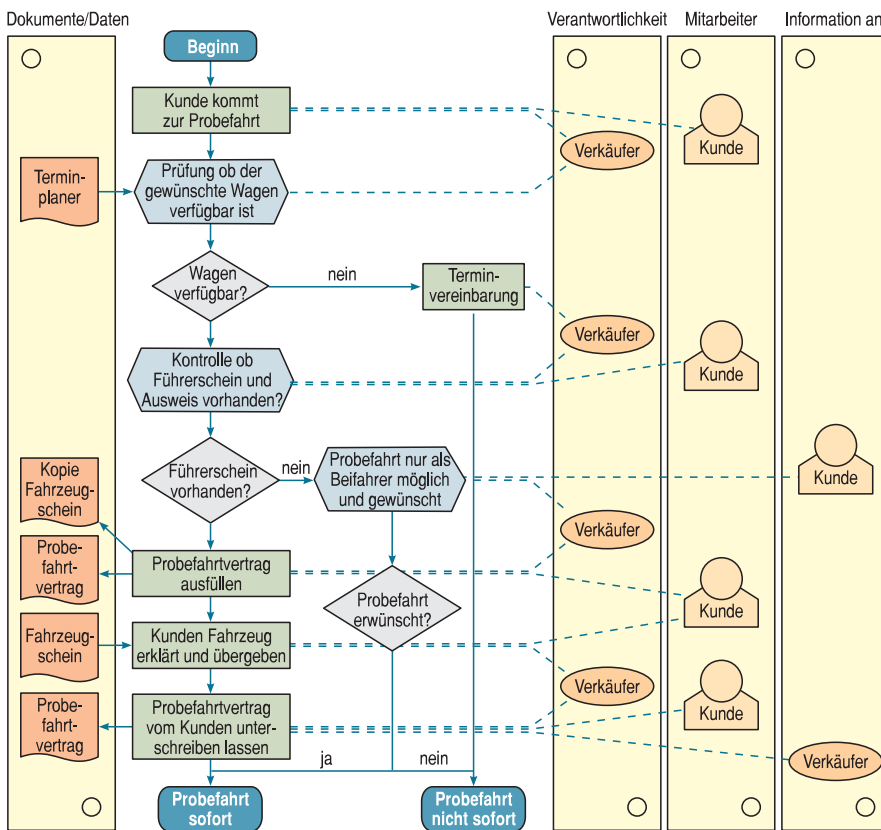 Dokumente/Daten
Verantwortlichkeit
Mitarbeiter
Information an
Beginn
Kunde kommt
zur Probefahrt
Verkäufer
Kunde
Termin-
planer
Prüfung ob der
gewünschte Wagen
verfügbar ist
Wagen
verfügbar?
nein
Termin-
vereinbarung
Verkäufer
Kunde
Kontrolle ob
Führerschein und
Ausweis vorhanden?
Kopie
Fahrzeug-
schein
Führerschein
vorhanden?
nein
Probefahrt nur als
Beifahrer möglich
und gewünscht
Kunde
Verkäufer
Probe-
fahrt-
vertrag
Probefahrtvertrag
ausfüllen
Probefahrt
erwünscht?
Kunde
Fahrzeug-
schein
Kunden Fahrzeug
erklärt und übergeben
Verkäufer
Kunde
Probe-
fahrt-
vertrag
Probefahrtvertrag
vom Kunden unter-
schreiben lassen
Verkäufer
ja
nein
Probefahrt
sofort
Probefahrt
nicht sofort